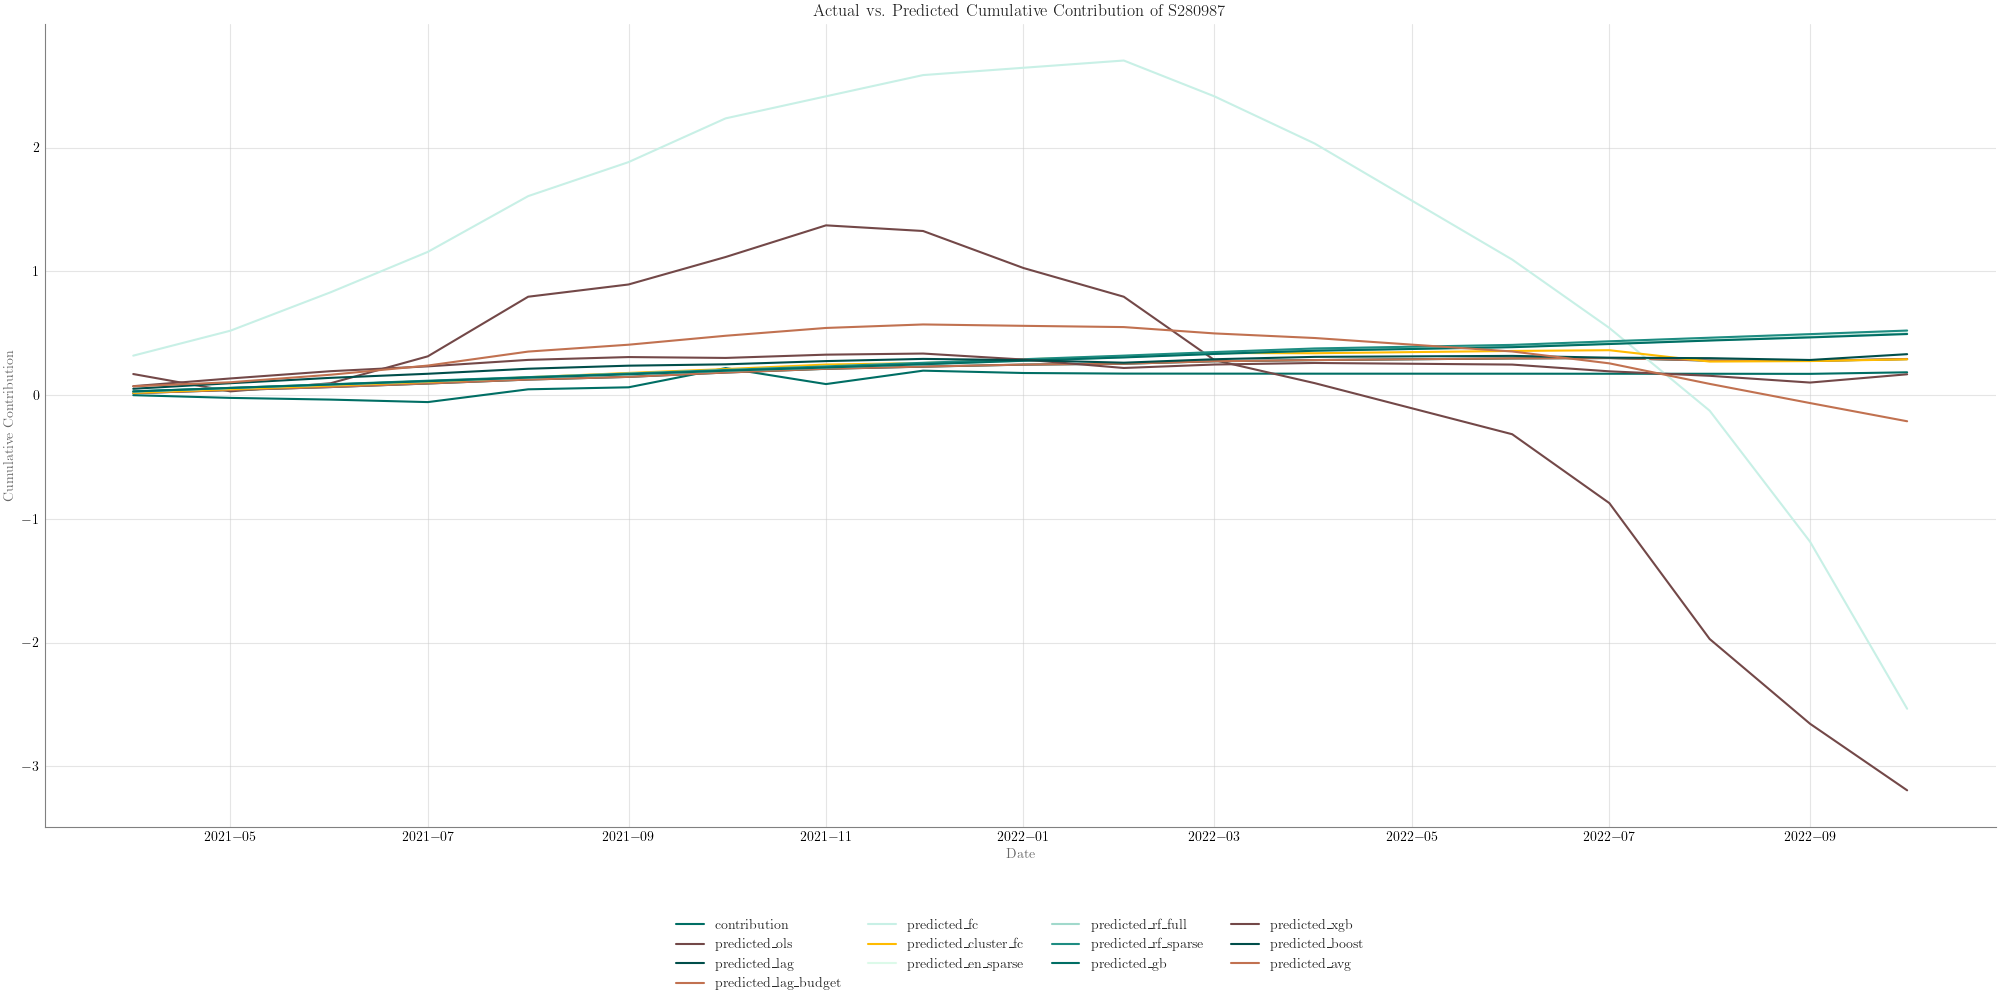 Actual vs. Predicted Cumulative Contribution of S280987
Cumulative Contribution
2
1
0
−1
−2
−3
2021−05
2021−07
2021−09
2021−11
2022−01
2022−03
2022−05
2022−07
2022−09
Date
contribution
predicted_ols
predicted_lag
predicted_lag_budget
predicted_fc
predicted_cluster_fc
predicted_en_sparse
predicted_rf_full
predicted_rf_sparse
predicted_gb
predicted_xgb
predicted_boost
predicted_avg